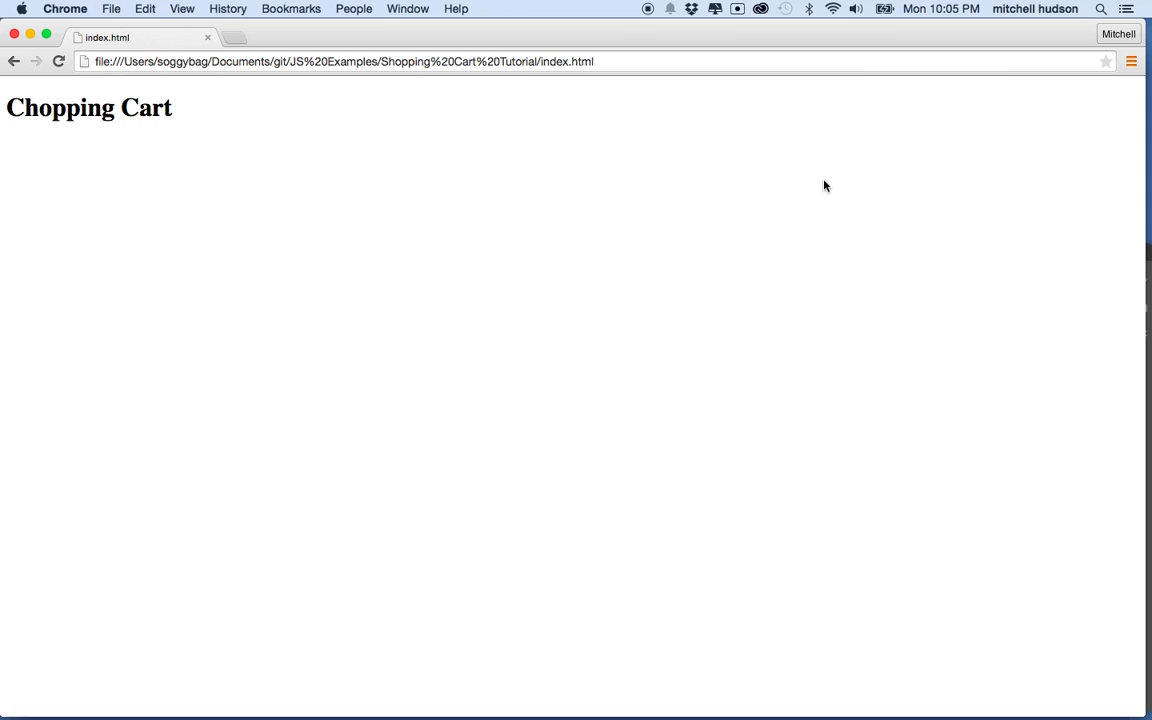 Chrome File Edit View History Bookmarks People Window Help Mon 10:05 PM mitchell hudson
index.html Mitchell
file:///Users/soggybag/Documents/git/JS%20Examples/Shopping%20Cart%20Tutorial/index.html
Chopping Cart